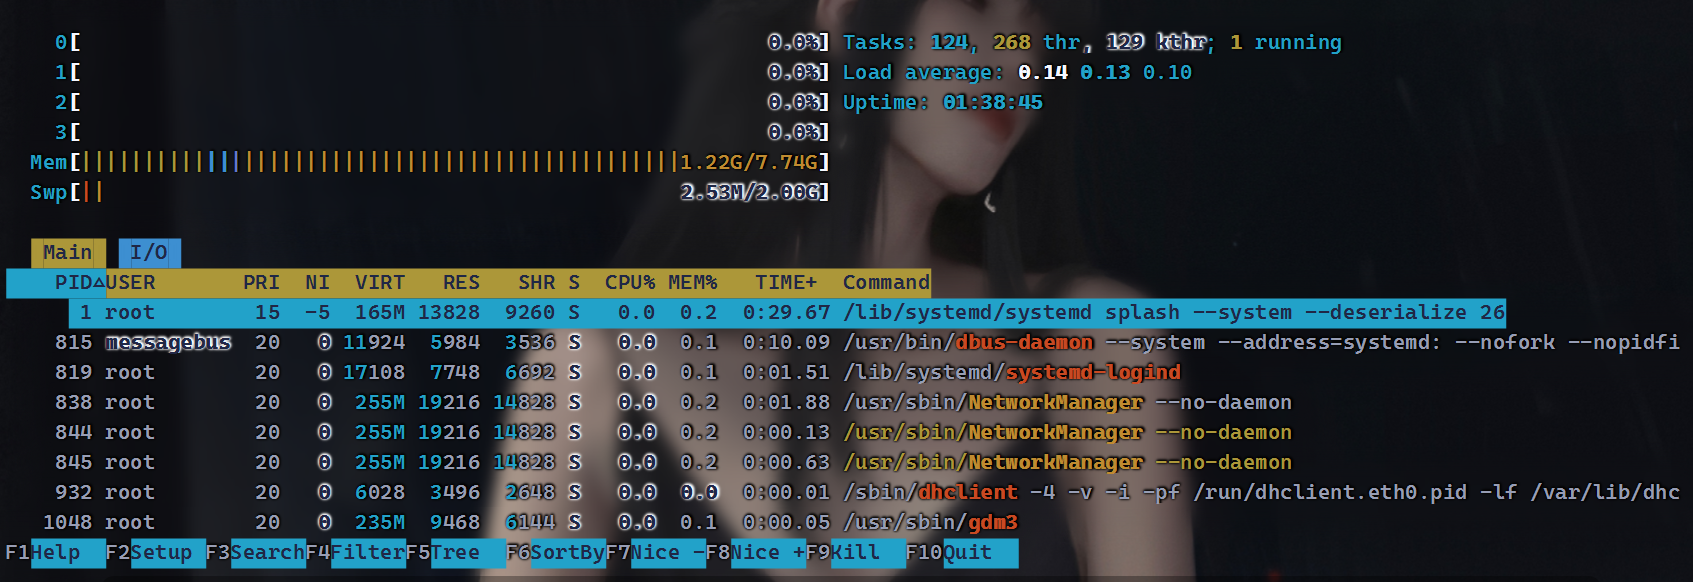 0[ 0.0%] Tasks: 124, 268 thr, 129 kthr; 1 running
1[ 0.0%] Load average: 0.14 0.13 0.10
2[ 0.0%] Uptime: 01:38:45
3[ 0.0%]
Mem[||||||||||||||||||||||||||||||||||||||||||||||||1.22G/7.74G]
Swp[|| 2.53M/2.00G]
Main I/O
PID△USER PRI NI VIRT RES SHR S CPU% MEM% TIME+ Command
1 root 15 -5 165M 13828 9260 S 0.0 0.2 0:29.67 /lib/systemd/systemd splash --system --deserialize 26
815 messagebus 20 0 11924 5984 3536 S 0.0 0.1 0:10.09 /usr/bin/dbus-daemon --system --address=systemd: --nofork --nopidfi
819 root 20 0 17108 7748 6692 S 0.0 0.1 0:01.51 /lib/systemd/systemd-logind
838 root 20 0 255M 19216 14828 S 0.0 0.2 0:01.88 /usr/sbin/NetworkManager --no-daemon
844 root 20 0 255M 19216 14828 S 0.0 0.2 0:00.13 /usr/sbin/NetworkManager --no-daemon
845 root 20 0 255M 19216 14828 S 0.0 0.2 0:00.63 /usr/sbin/NetworkManager --no-daemon
932 root 20 0 6028 3496 2648 S 0.0 0.0 0:00.01 /sbin/dhclient -4 -v -i -pf /run/dhclient.eth0.pid -lf /var/lib/dhc
1048 root 20 0 235M 9468 6144 S 0.0 0.1 0:00.05 /usr/sbin/gdm3
F1Help F2Setup F3SearchF4FilterF5Tree F6SortByF7Nice -F8Nice +F9Kill F10Quit